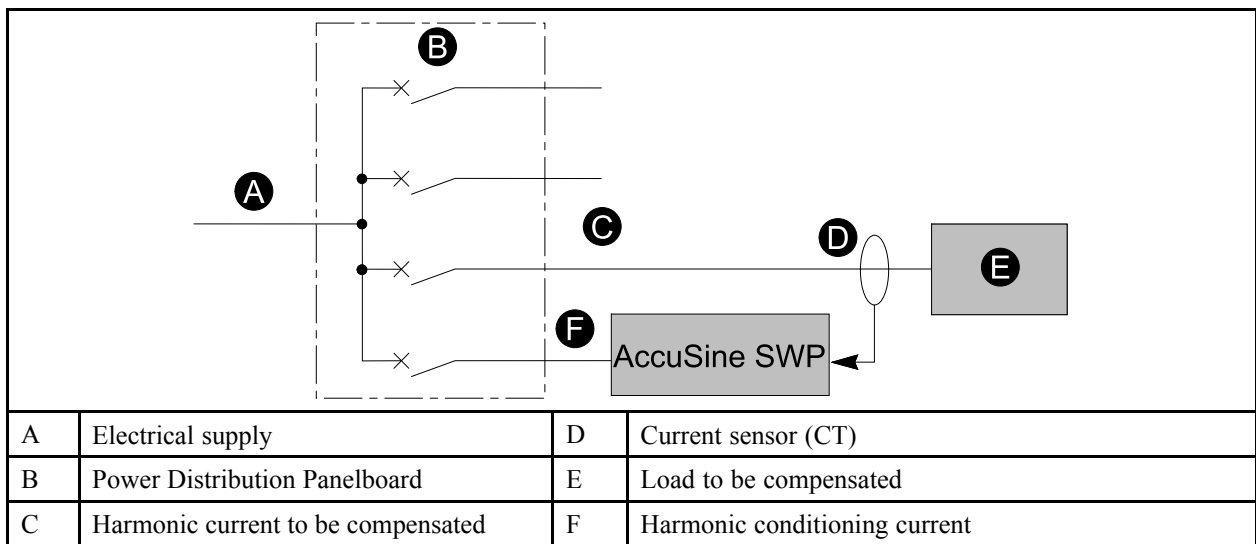 B
A
C
D
E
F
AccuSine SWP
A Electrical supply D Current sensor (CT)
B Power Distribution Panelboard E Load to be compensated
C Harmonic current to be compensated F Harmonic conditioning current